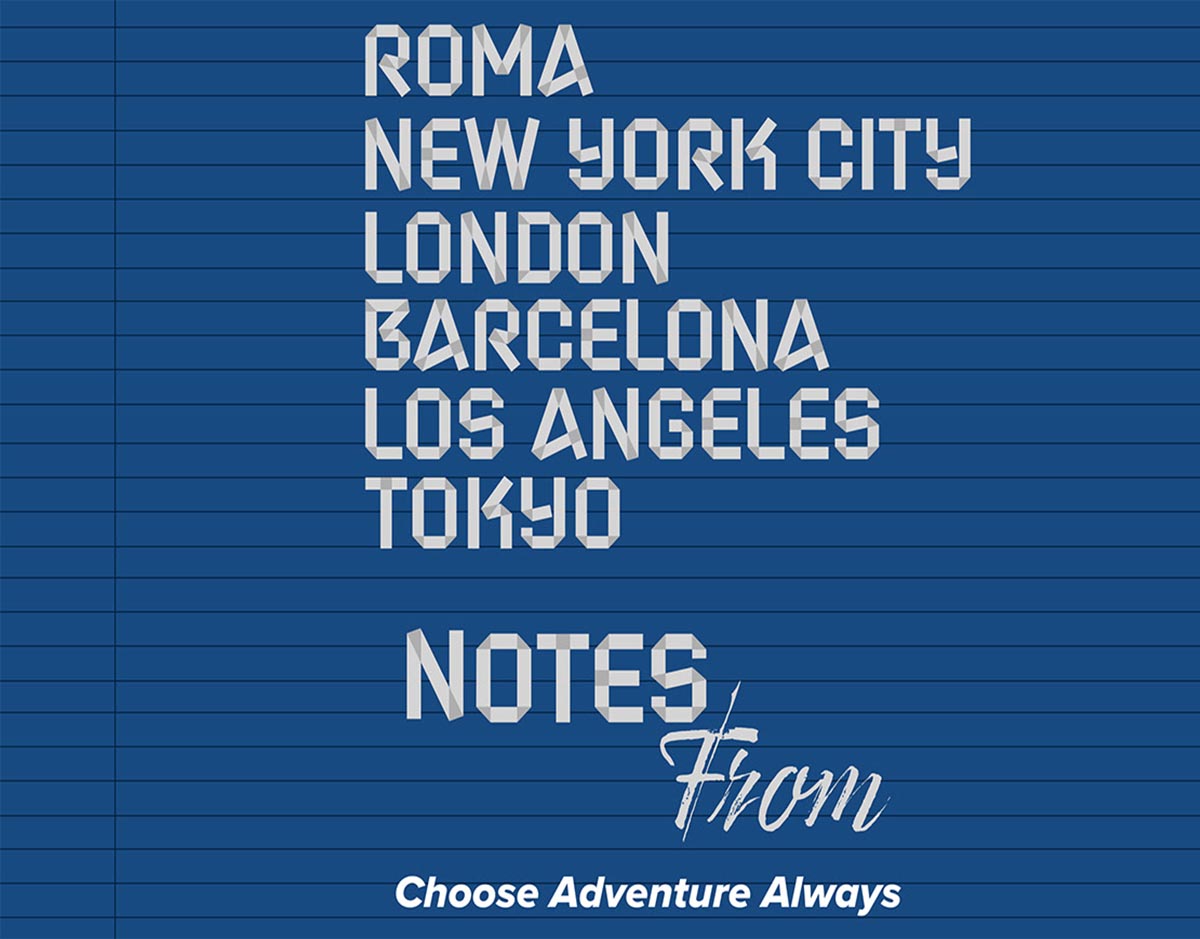 ROMA
NEW YORK CITY
LONDON
BARCELONA
LOS ANGELES
TOKYO
NOTES
From
Choose Adventure Always